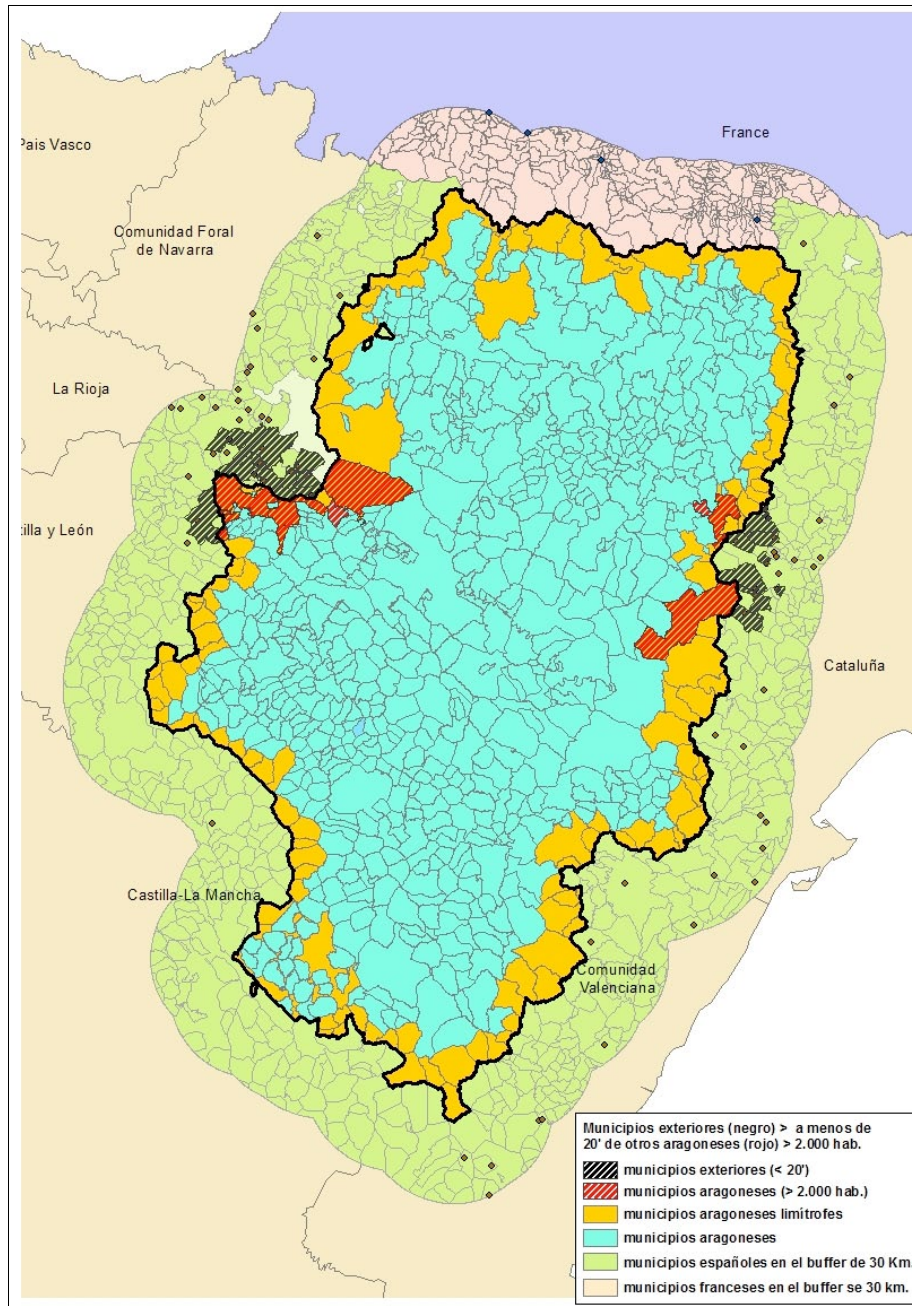 France
Pais Vasco
Comunidad Foral
de Navarra
La Rioja
tilla y León
Cataluña
Castilla-La Mancha
Comunidad
Valenciana
Municipios exteriores (negro) > a menos de
20' de otros aragoneses (rojo) > 2.000 hab.
municipios exteriores (< 20')
municipios aragoneses (> 2.000 hab.)
municipios aragoneses limítrofes
municipios aragoneses
municipios españoles en el buffer de 30 Km.
municipios franceses en el buffer se 30 km.